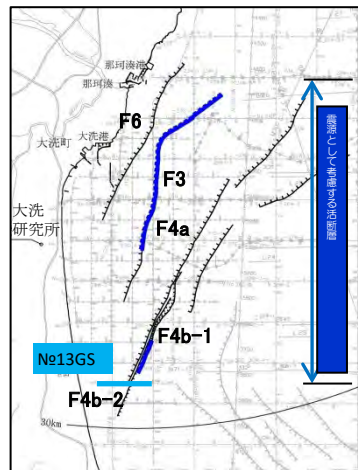 那珂湊港
那珂湊
F6
大洗港
大洗町
F3
大洗
研究所
F4a
震源として考慮する活断層
F4b-1
№13GS
F4b-2
30km